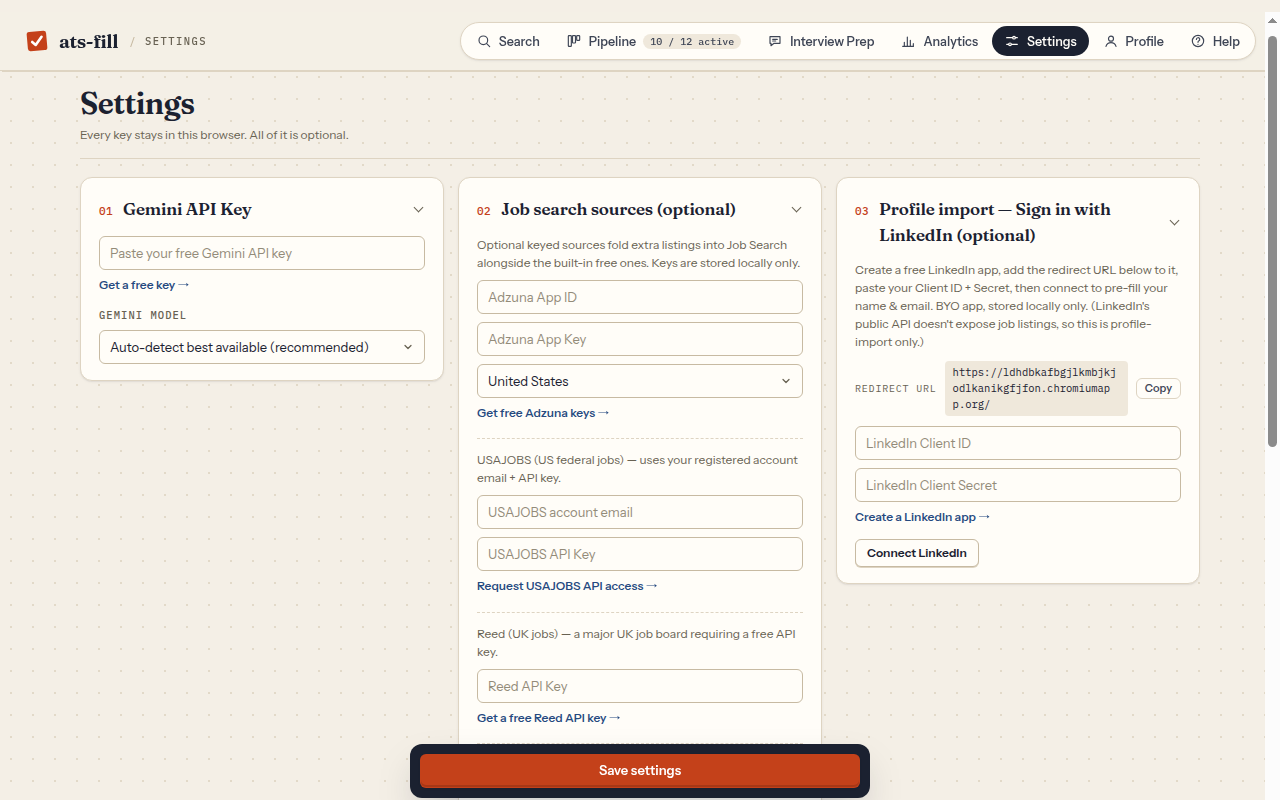 ats-fill / SETTINGS
Search
Pipeline 10 / 12 active
Interview Prep
Analytics
Settings
Profile
Help
Settings
Every key stays in this browser. All of it is optional.
01 Gemini API Key
Paste your free Gemini API key
Get a free key →
GEMINI MODEL
Auto-detect best available (recommended)
02 Job search sources (optional)
Optional keyed sources fold extra listings into Job Search
alongside the built-in free ones. Keys are stored locally only.
Adzuna App ID
Adzuna App Key
United States
Get free Adzuna keys →
USAJOBS (US federal jobs) — uses your registered account
email + API key.
USAJOBS account email
USAJOBS API Key
Request USAJOBS API access →
Reed (UK jobs) — a major UK job board requiring a free API
key.
Reed API Key
Get a free Reed API key →
03 Profile import — Sign in with
LinkedIn (optional)
Create a free LinkedIn app, add the redirect URL below to it,
paste your Client ID + Secret, then connect to pre-fill your
name & email. BYO app, stored locally only. (LinkedIn's
public API doesn't expose job listings, so this is profile-
import only.)
REDIRECT URL
https://ldhdbkafbgjlkmbjkj
odlkanikgfjfon.chromiumap
p.org/
Copy
LinkedIn Client ID
LinkedIn Client Secret
Create a LinkedIn app →
Connect LinkedIn
Save settings